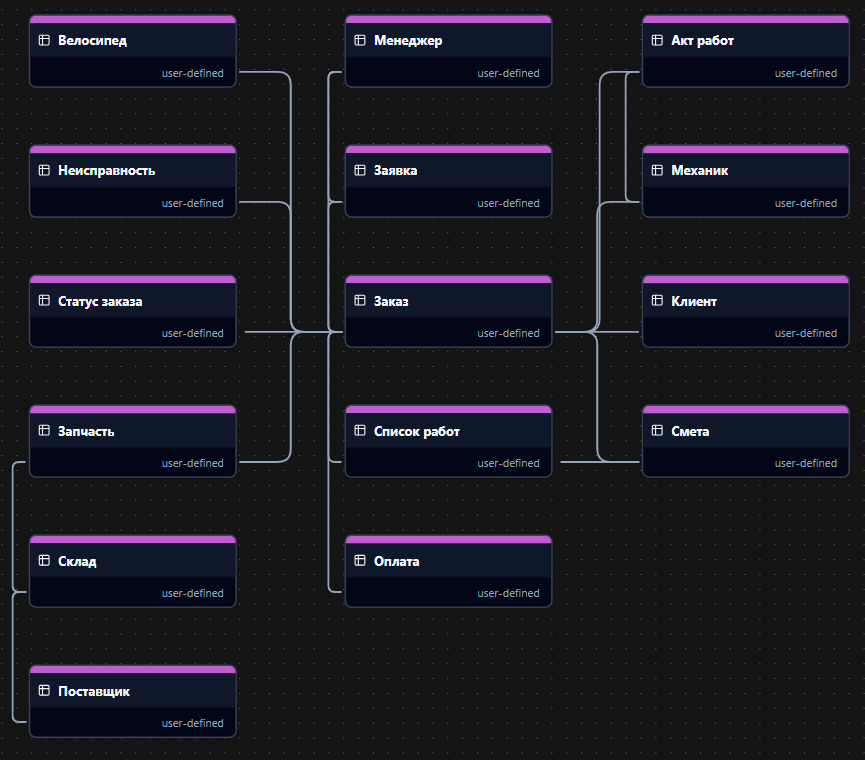 Велосипед
user-defined
Менеджер
user-defined
Акт работ
user-defined
Неисправность
user-defined
Заявка
user-defined
Механик
user-defined
Статус заказа
user-defined
Заказ
user-defined
Клиент
user-defined
Запчасть
user-defined
Список работ
user-defined
Смета
user-defined
Склад
user-defined
Оплата
user-defined
Поставщик
user-defined